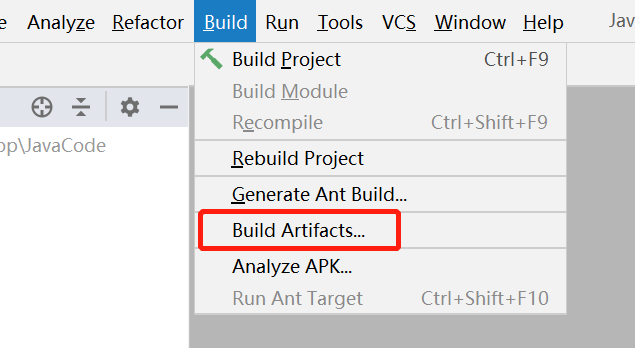 e Analyze Refactor Build Run Tools VCS Window Help Jav
Build Project Ctrl+F9
Build Module
op\JavaCode
Recompile Ctrl+Shift+F9
Rebuild Project
Generate Ant Build...
Build Artifacts...
Analyze APK...
Run Ant Target Ctrl+Shift+F10